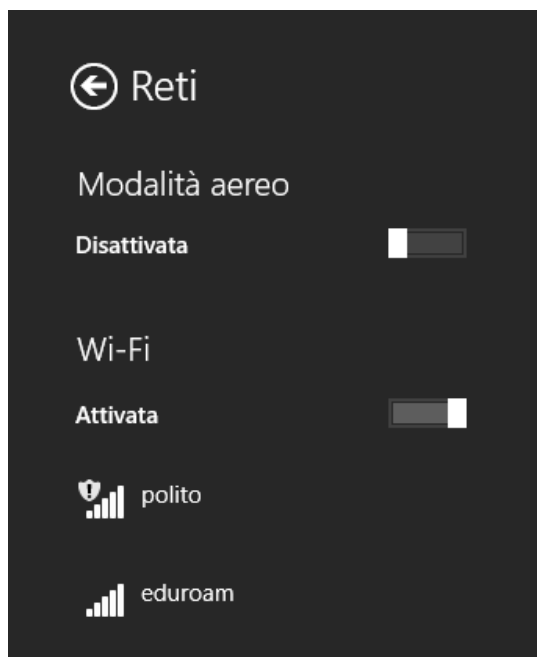 Reti
Modalità aereo
Disattivata
Wi-Fi
Attivata
polito
eduroam